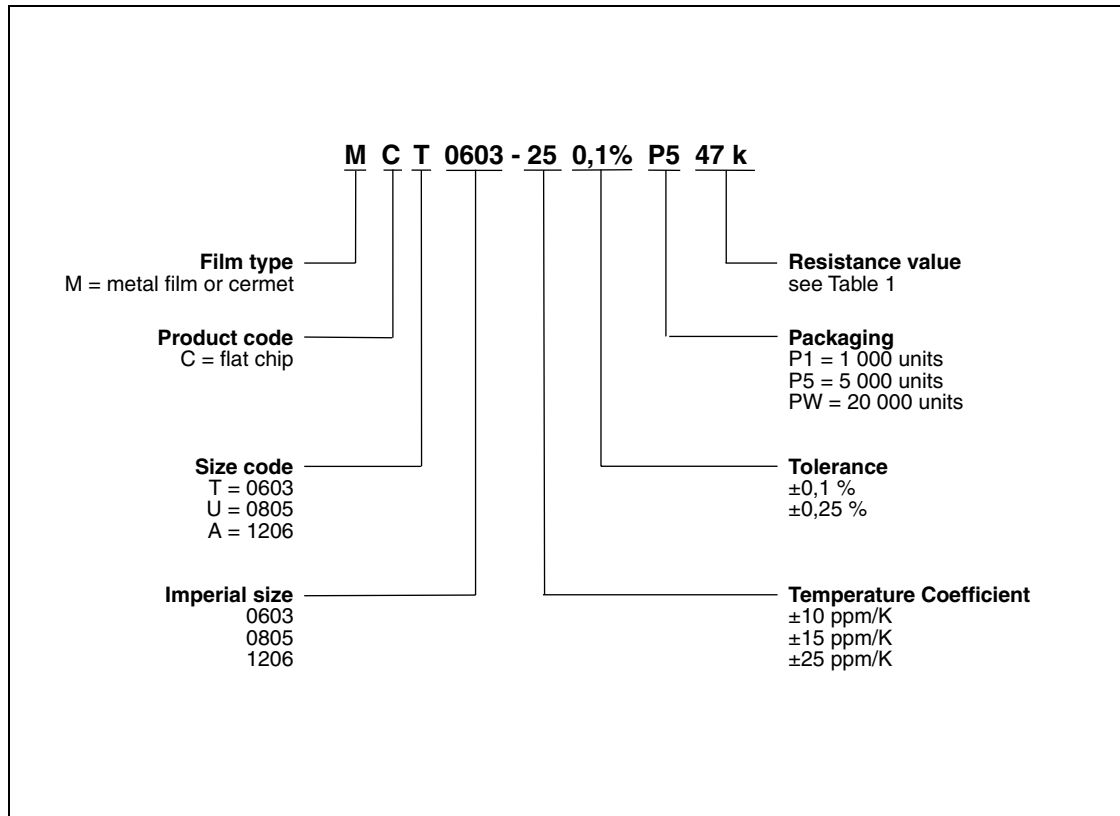 M C T 0603 - 25 0,1% P5 47 k
Film type
M = metal film or cermet
Product code
C = flat chip
Size code
T = 0603
U = 0805
A = 1206
Imperial size
0603
0805
1206
Resistance value
see Table 1
Packaging
P1 = 1 000 units
P5 = 5 000 units
PW = 20 000 units
Tolerance
±0,1 %
±0,25 %
Temperature Coefficient
±10 ppm/K
±15 ppm/K
±25 ppm/K